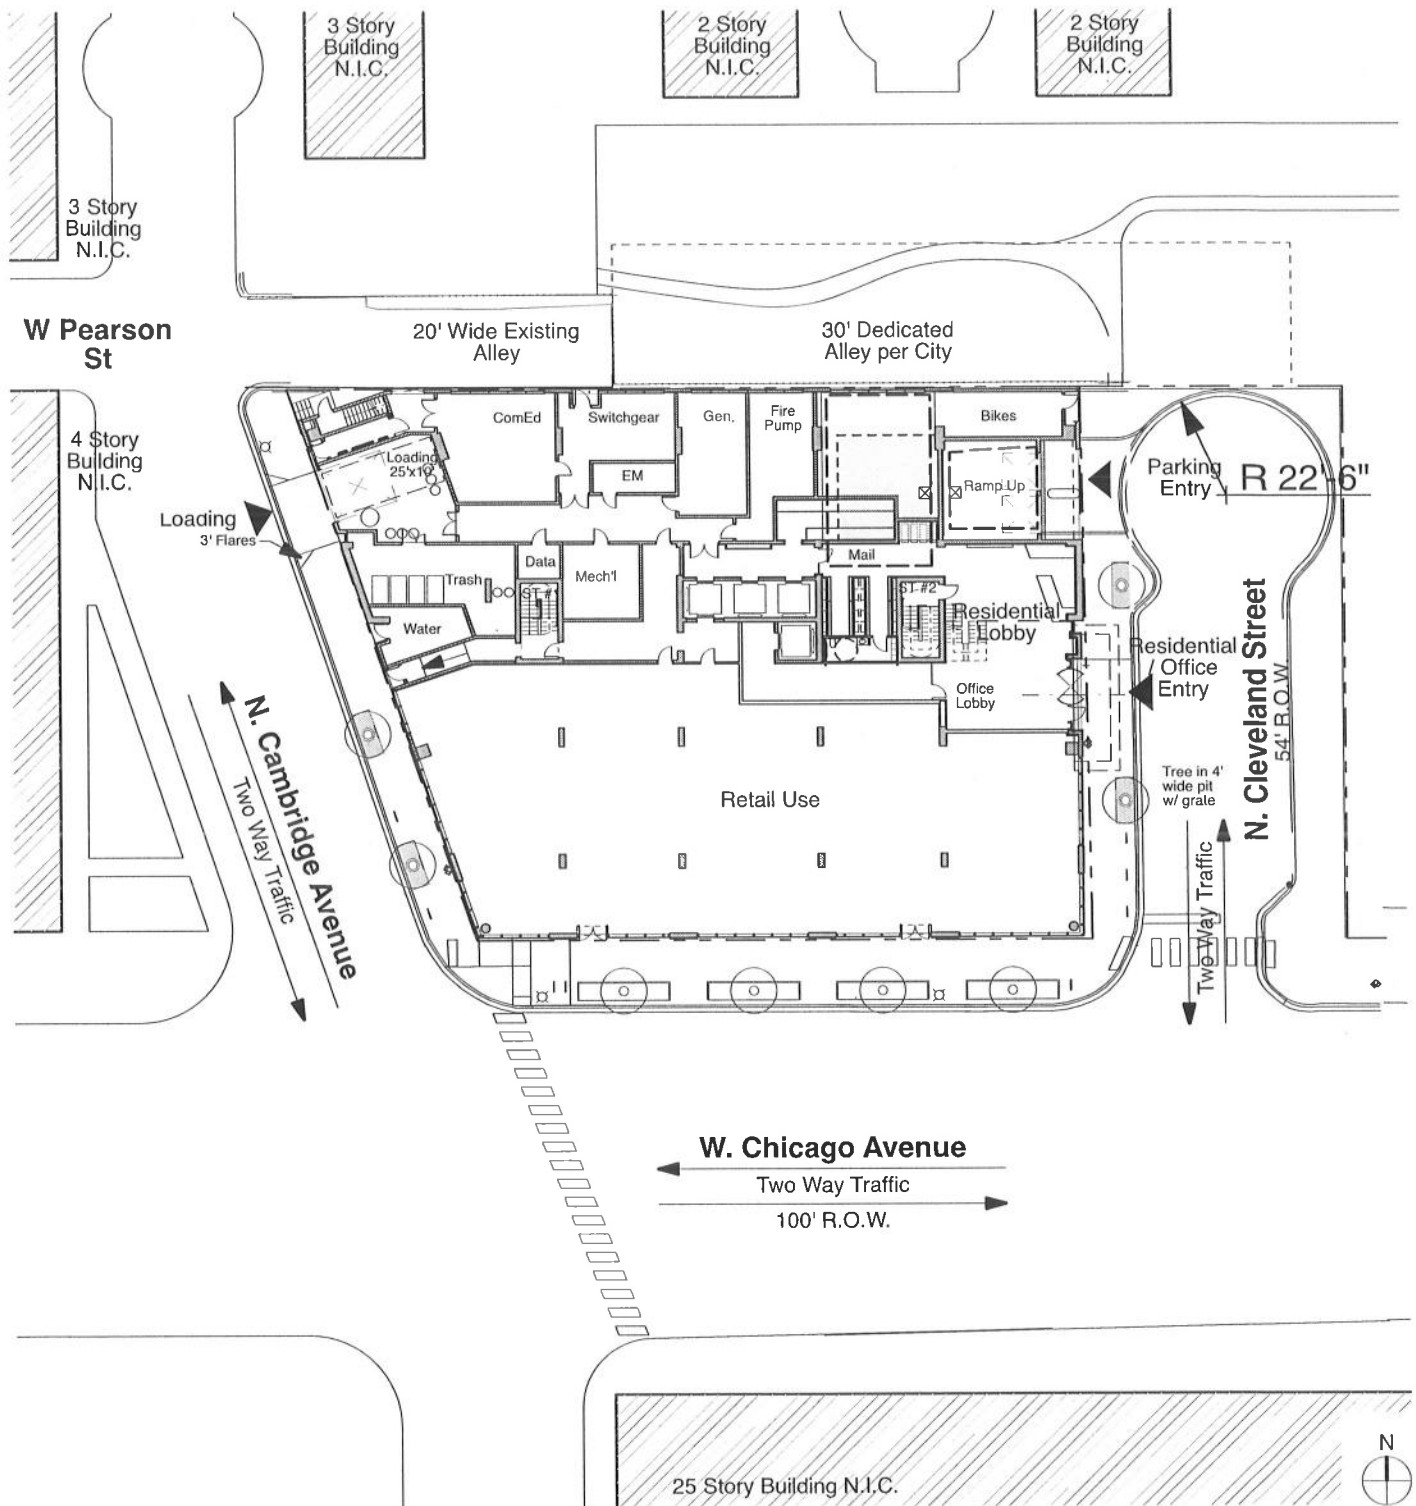 3 Story
Building
N.I.C.
2 Story
Building
N.I.C.
2 Story
Building
N.I.C.
3 Story
Building
N.I.C.
W Pearson
St
20' Wide Existing
Alley
30' Dedicated
Alley per City
4 Story
Building
N.I.C.
ComEd
Switchgear
Gen.
Fire
Pump
Bikes
Loading
25'x10'
EM
Ramp Up
Parking
Entry
R 22'-6"
Loading
3' Flares
Data
Mech'l
Mail
Trash
ST #1
ST #2
Water
Residential
Lobby
Residential
Office
Entry
Office
Lobby
N. Cambridge Avenue
Two Way Traffic
Retail Use
Tree in 4'
wide pit
w/ grale
N. Cleveland Street
54' R.O.W.
Two Way Traffic
W. Chicago Avenue
Two Way Traffic
100' R.O.W.
25 Story Building N.I.C.
N